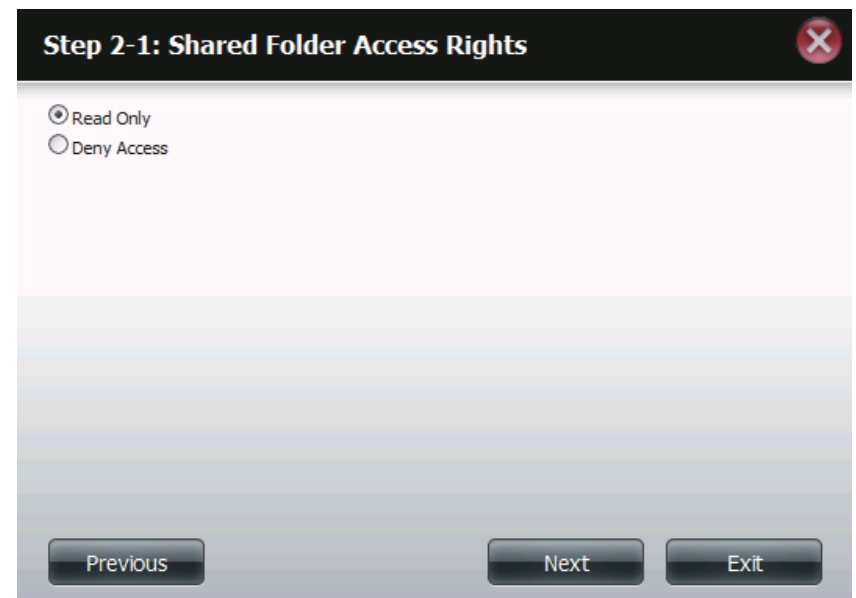 Step 2-1: Shared Folder Access Rights
Read Only
Deny Access
Previous Next Exit